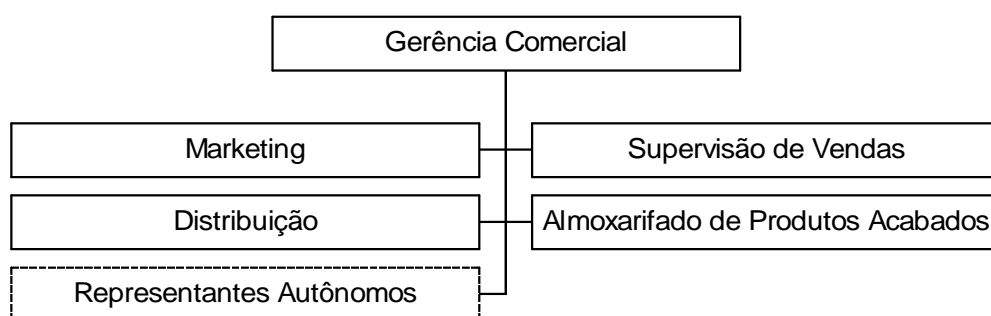 Gerência Comercial
Marketing
Supervisão de Vendas
Distribuição
Almoxarifado de Produtos Acabados
Representantes Autônomos